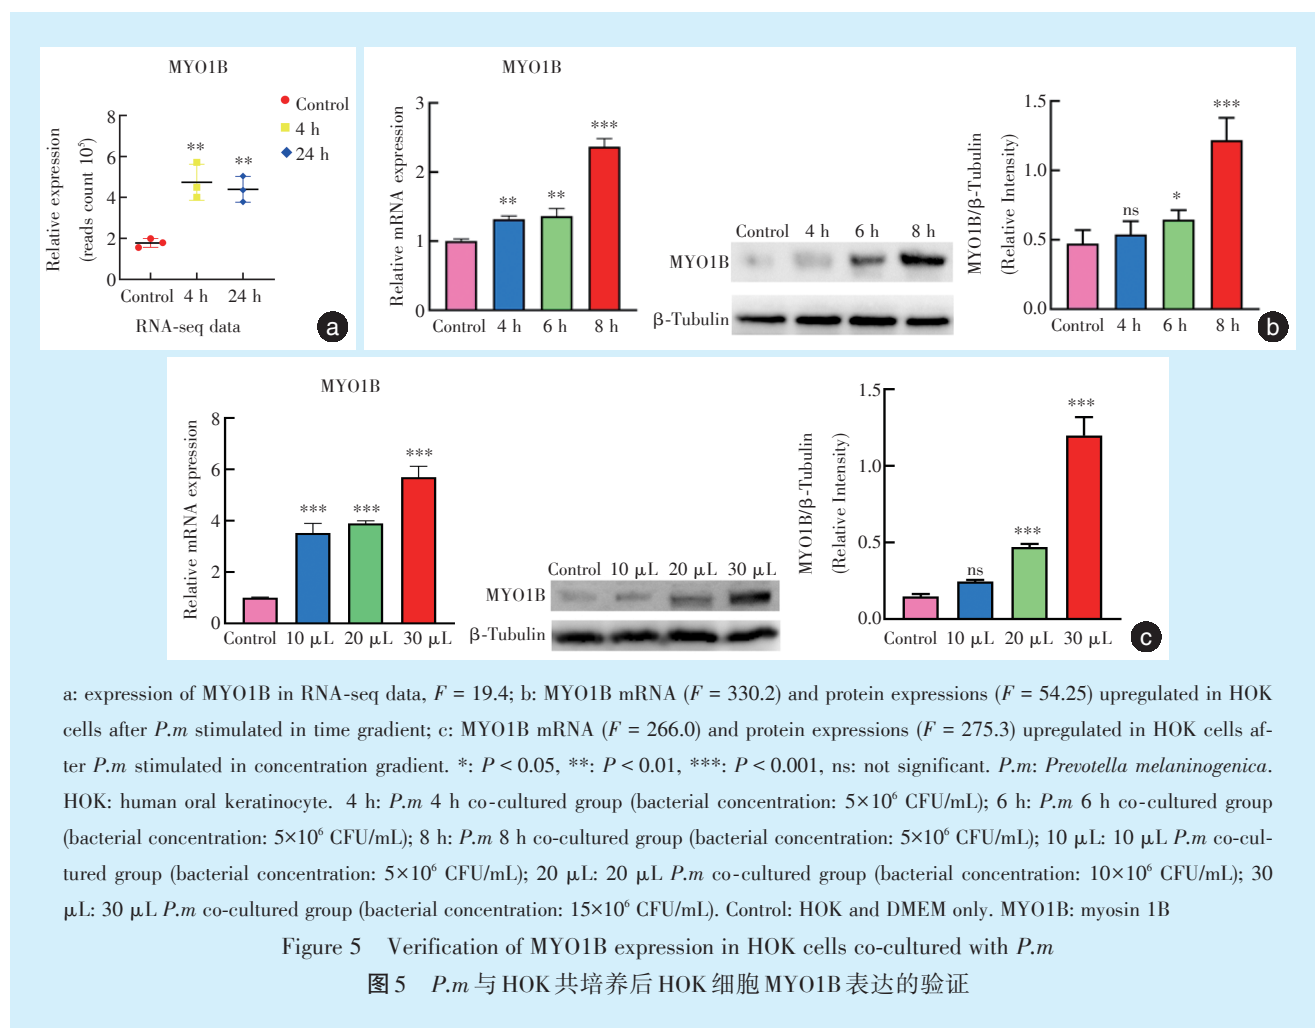 MYO1B
Relative expression
(reads count 10⁵)
8
6
4
2
0
** **
Control
4 h
24 h
Control 4 h 24 h
RNA-seq data
a
MYO1B
Relative mRNA expression
3
2
1
0
** ** ***
Control 4 h 6 h 8 h
Control 4 h 6 h 8 h
MYO1B
β-Tubulin
MYO1B/β-Tubulin
(Relative Intensity)
1.5
1.0
0.5
0.0
ns * ***
Control 4 h 6 h 8 h
b
MYO1B
Relative mRNA expression
8
6
4
2
0
*** *** ***
Control 10 μL 20 μL 30 μL
Control 10 μL 20 μL 30 μL
MYO1B
β-Tubulin
MYO1B/β-Tubulin
(Relative Intensity)
1.5
1.0
0.5
0.0
ns *** ***
Control 10 μL 20 μL 30 μL
c
a: expression of MYO1B in RNA-seq data, F = 19.4; b: MYO1B mRNA (F = 330.2) and protein expressions (F = 54.25) upregulated in HOK
cells after P.m stimulated in time gradient; c: MYO1B mRNA (F = 266.0) and protein expressions (F = 275.3) upregulated in HOK cells af-
ter P.m stimulated in concentration gradient. *: P < 0.05, **: P < 0.01, ***: P < 0.001, ns: not significant. P.m: Prevotella melaninogenica.
HOK: human oral keratinocyte. 4 h: P.m 4 h co-cultured group (bacterial concentration: 5×10⁶ CFU/mL); 6 h: P.m 6 h co-cultured group
(bacterial concentration: 5×10⁶ CFU/mL); 8 h: P.m 8 h co-cultured group (bacterial concentration: 5×10⁶ CFU/mL); 10 μL: 10 μL P.m co-cul-
tured group (bacterial concentration: 5×10⁶ CFU/mL); 20 μL: 20 μL P.m co-cultured group (bacterial concentration: 10×10⁶ CFU/mL); 30
μL: 30 μL P.m co-cultured group (bacterial concentration: 15×10⁶ CFU/mL). Control: HOK and DMEM only. MYO1B: myosin 1B
Figure 5 Verification of MYO1B expression in HOK cells co-cultured with P.m
图5 P.m与HOK共培养后HOK细胞MYO1B表达的验证